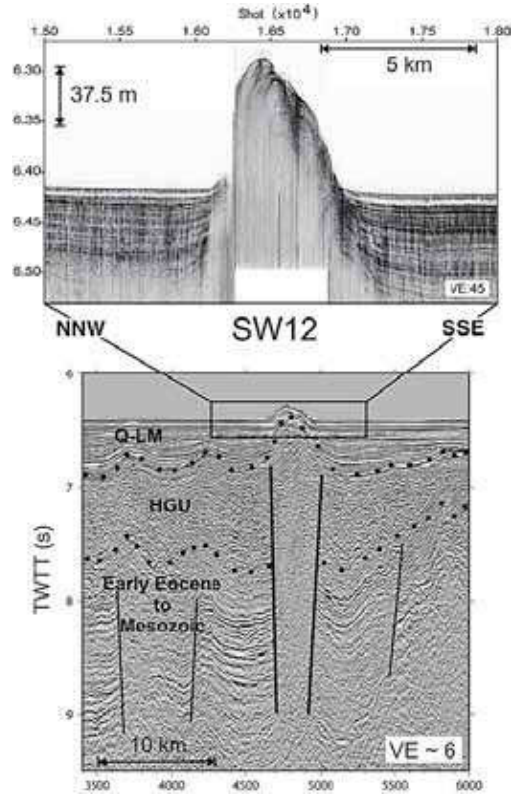 Shot (x10⁴)
1.50 1.55 1.60 1.65 1.70 1.75 1.80
6.30
5 km
37.5 m
6.35
6.40
6.45
6.50
VE:45
NNW SW12 SSE
6
Q-LM
7
HGU
TWTT (s)
8
Early Eocene
to
Mesozoic
9
10 km
VE ~ 6
3500 4000 4500 5000 5500 6000